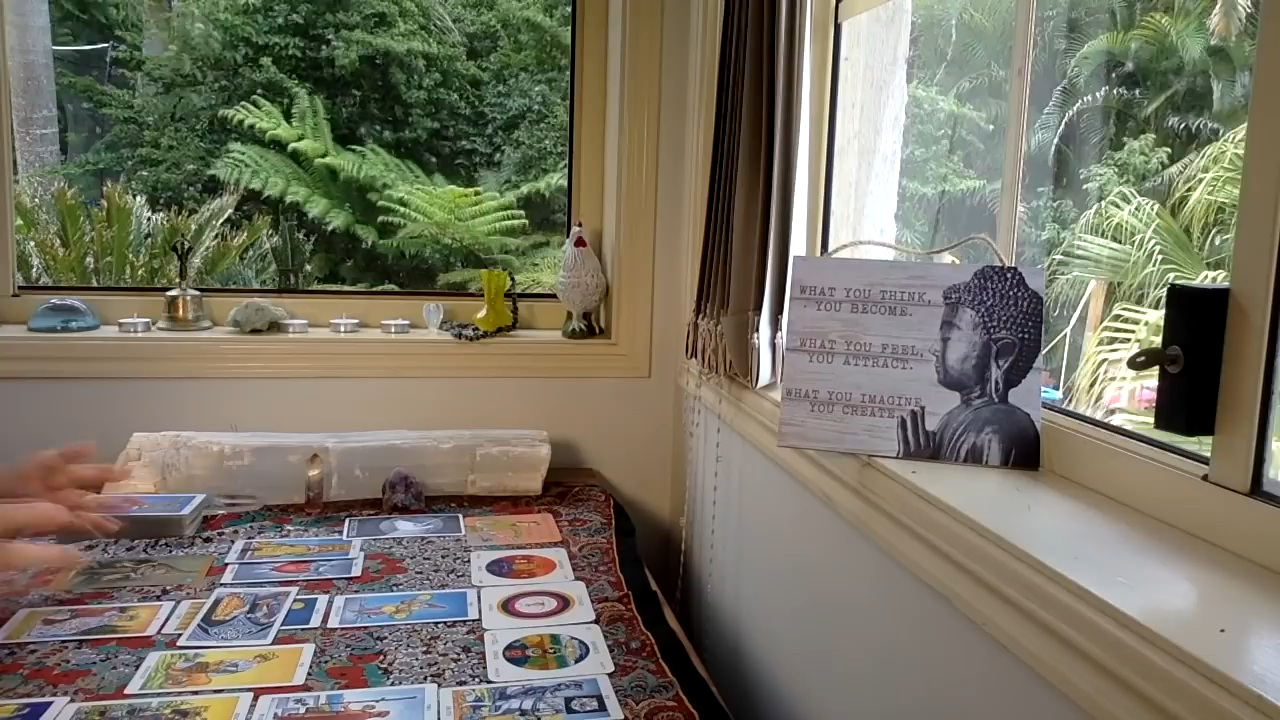 WHAT YOU THINK,
YOU BECOME.
WHAT YOU FEEL,
YOU ATTRACT.
WHAT YOU IMAGINE
YOU CREATE